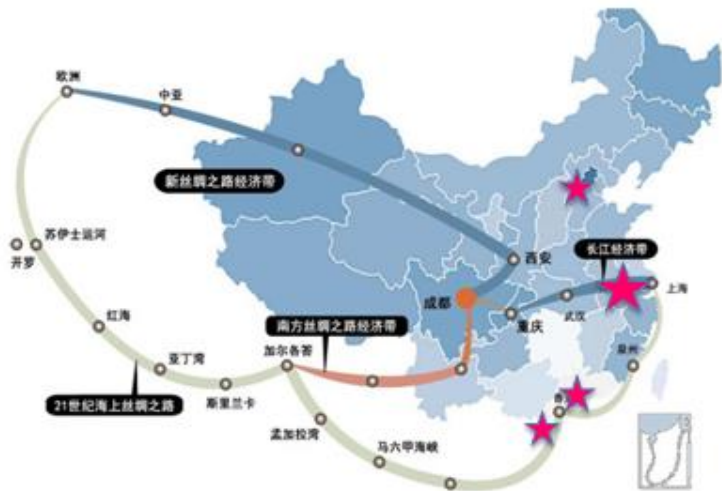 欧洲
中亚
新丝绸之路经济带
苏伊士运河
开罗
西安
长江经济带
成都
上海
重庆
武汉
红海
南方丝绸之路经济带
加尔各答
泉州
亚丁湾
斯里兰卡
21世纪海上丝绸之路
孟加拉湾
马六甲海峡